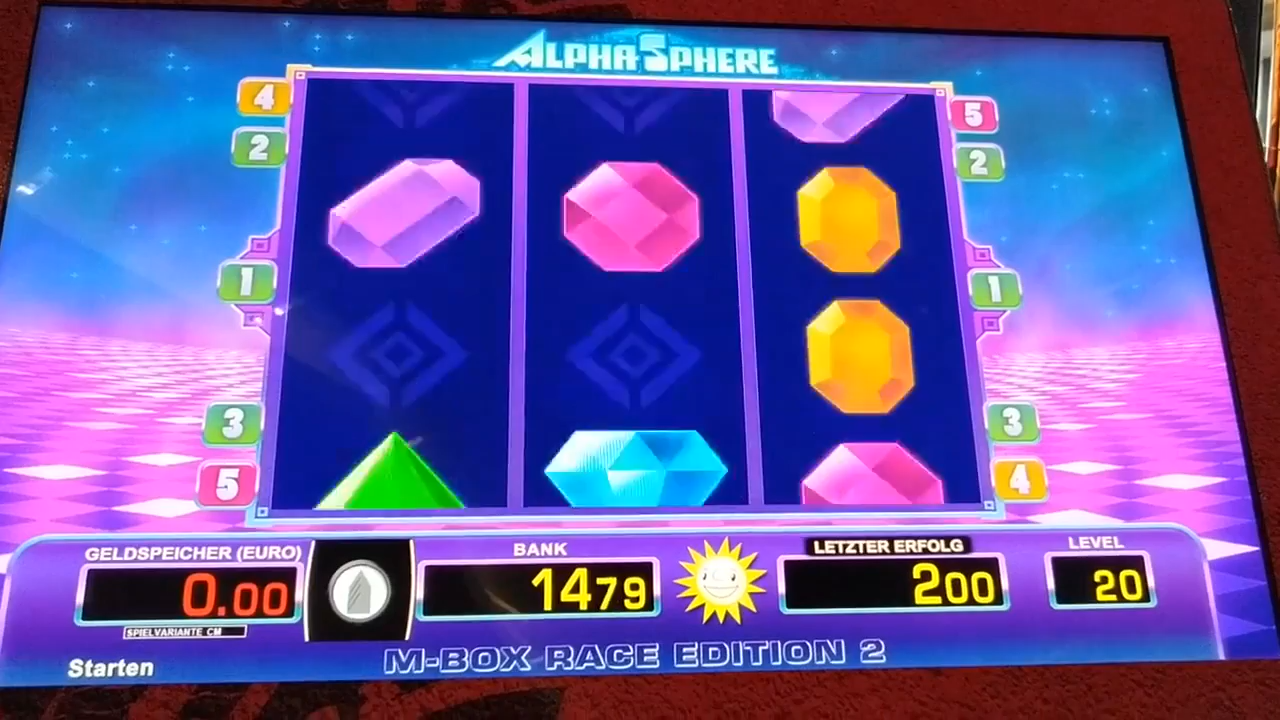 ALPHA SPHERE
4
5
2
2
1
1
3
3
5
4
GELDSPEICHER (EURO)
BANK
LETZTER ERFOLG
LEVEL
0.00
1479
200
20
SPIELVARIANTE CM
Starten
M-BOX RACE EDITION 2